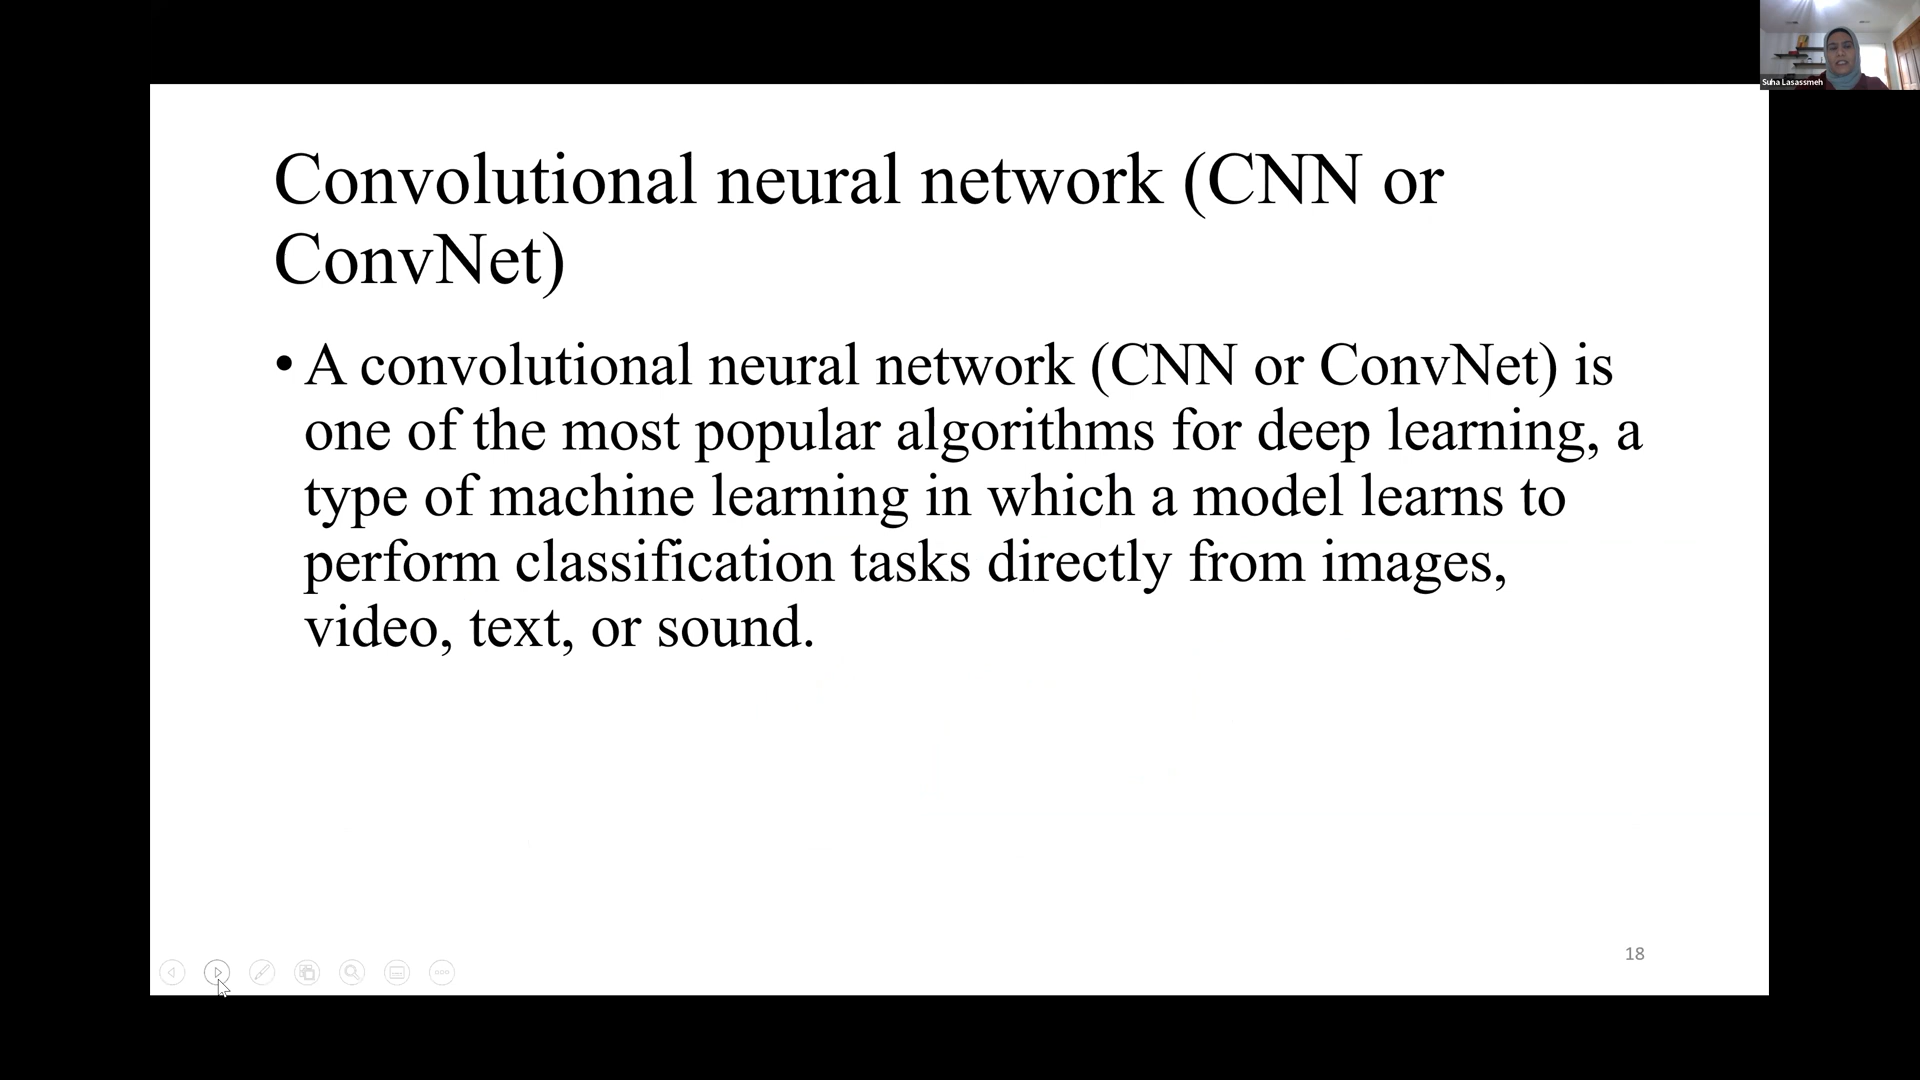 Suha Lasassmeh
Convolutional neural network (CNN or
ConvNet)
• A convolutional neural network (CNN or ConvNet) is
one of the most popular algorithms for deep learning, a
type of machine learning in which a model learns to
perform classification tasks directly from images,
video, text, or sound.
18